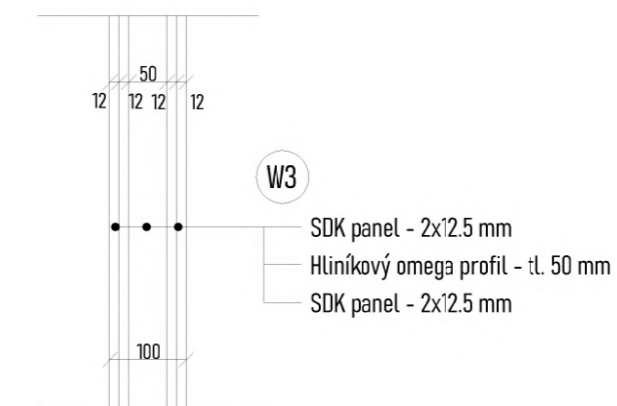 50
12 12 12 12
W3
SDK panel - 2x12.5 mm
Hliníkový omega profil - tl. 50 mm
SDK panel - 2x12.5 mm
100